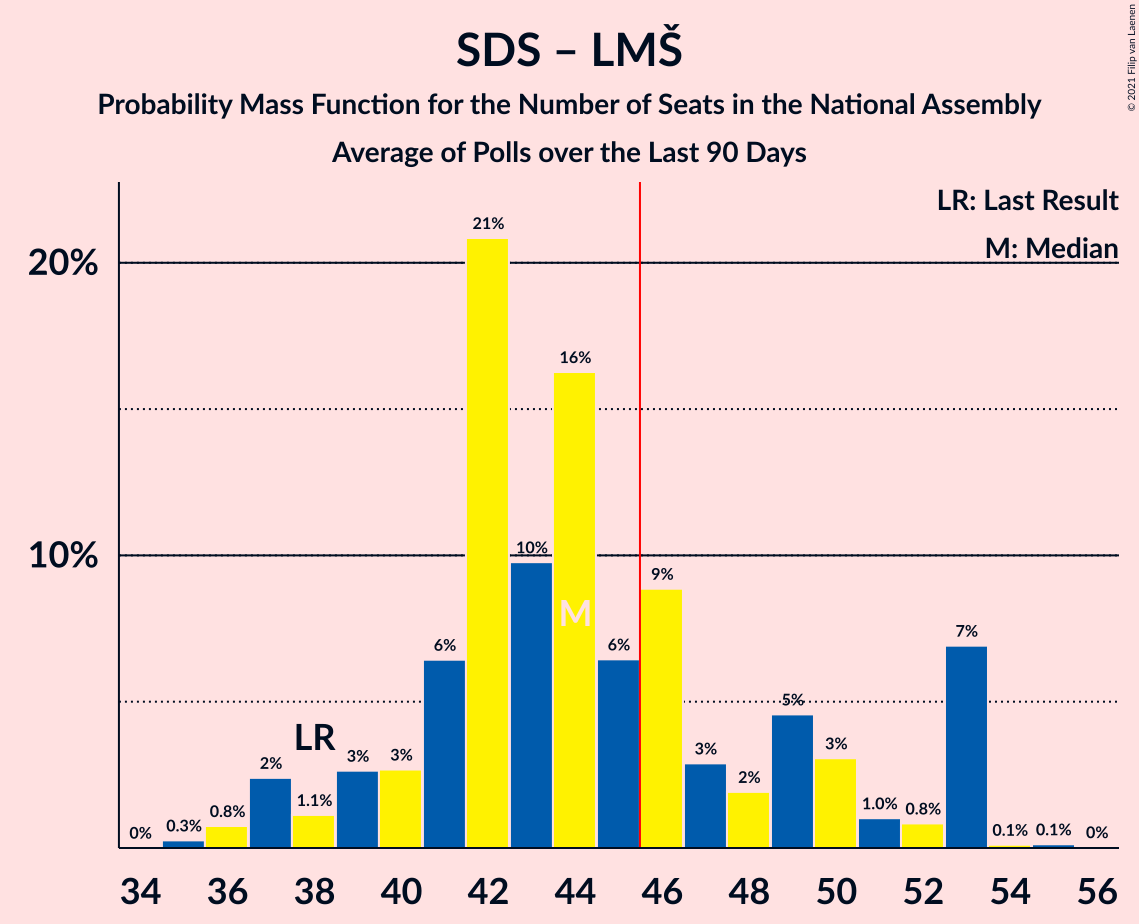 SDS – LMŠ
Probability Mass Function for the Number of Seats in the National Assembly
Average of Polls over the Last 90 Days
© 2021 Filip van Laenen
LR: Last Result
M: Median
20%
10%
0%
0.3%
0.8%
2%
1.1%
LR
3%
3%
6%
21%
10%
16%
M
6%
9%
3%
2%
5%
3%
1.0%
0.8%
7%
0.1%
0.1%
0%
34 36 38 40 42 44 46 48 50 52 54 56